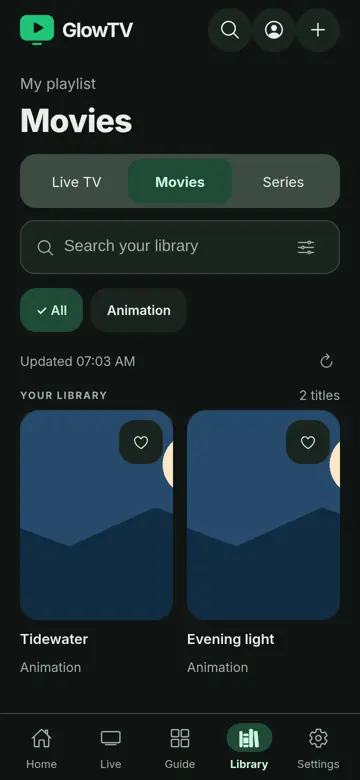 GlowTV
My playlist
Movies
Live TV Movies Series
Search your library
All Animation
Updated 07:03 AM
YOUR LIBRARY 2 titles
Tidewater Evening light
Animation Animation
Home Live Guide Library Settings